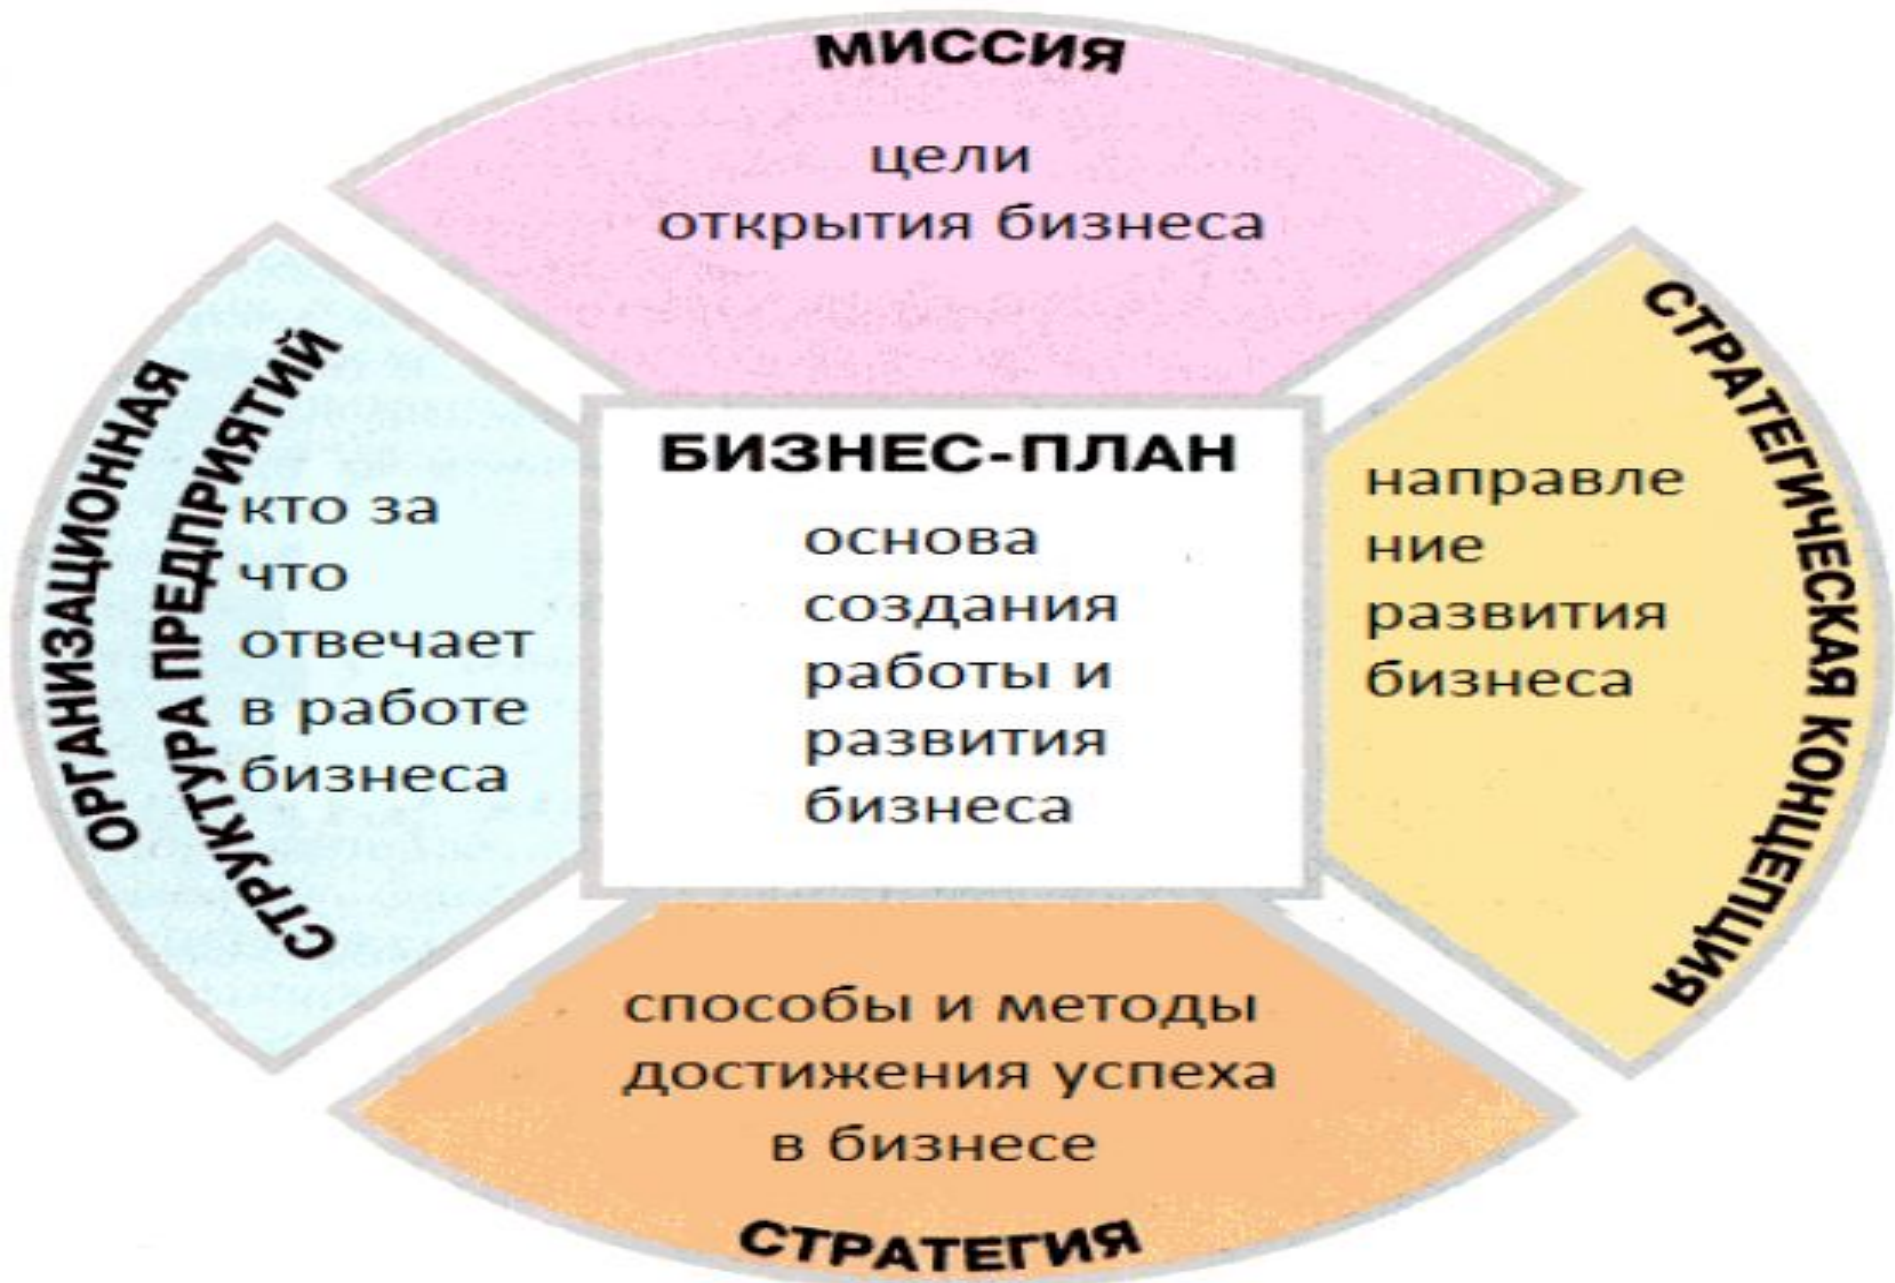 МИССИЯ
цели
открытия бизнеса
ОРГАНИЗАЦИОННАЯ
СТРУКТУРА ПРЕДПРИЯТИЙ
кто за
что
отвечает
в работе
бизнеса
БИЗНЕС-ПЛАН
основа
создания
работы и
развития
бизнеса
СТРАТЕГИЧЕСКАЯ КОНЦЕПЦИЯ
направле
ние
развития
бизнеса
способы и методы
достижения успеха
в бизнесе
СТРАТЕГИЯ